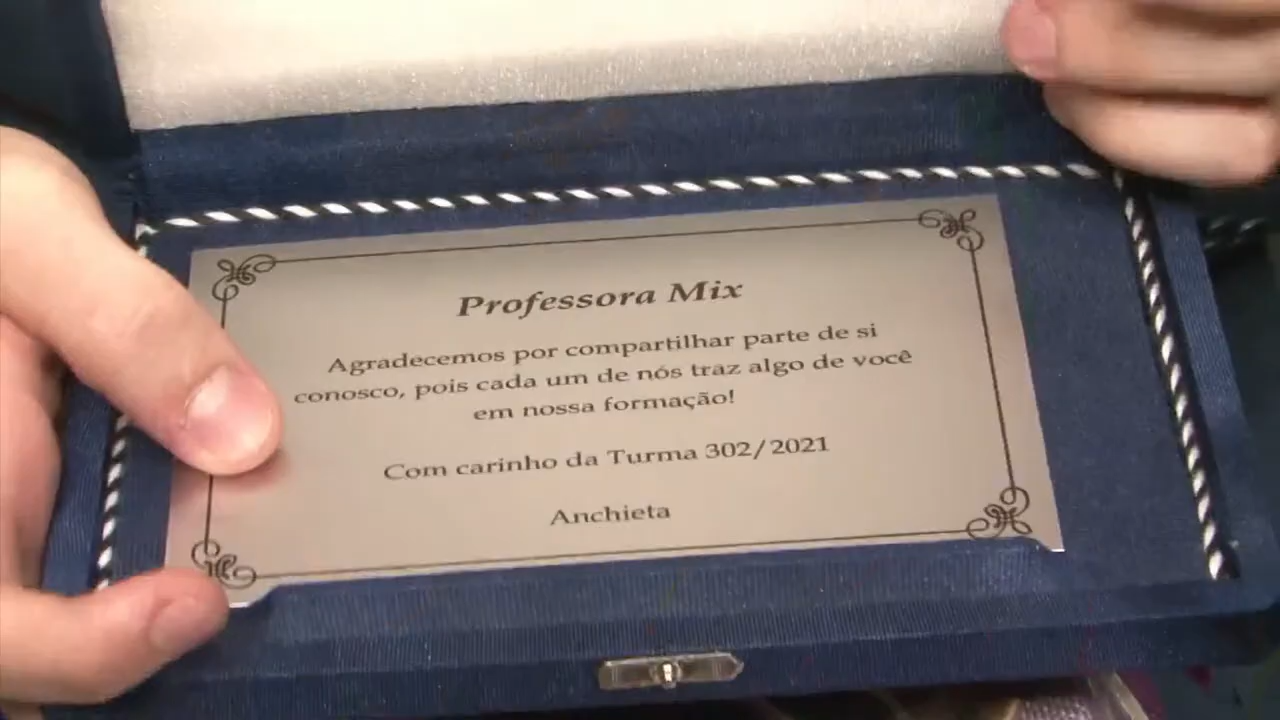 Professora Mix
Agradecemos por compartilhar parte de si
conosco, pois cada um de nós traz algo de você
em nossa formação!
Com carinho da Turma 302/2021
Anchieta